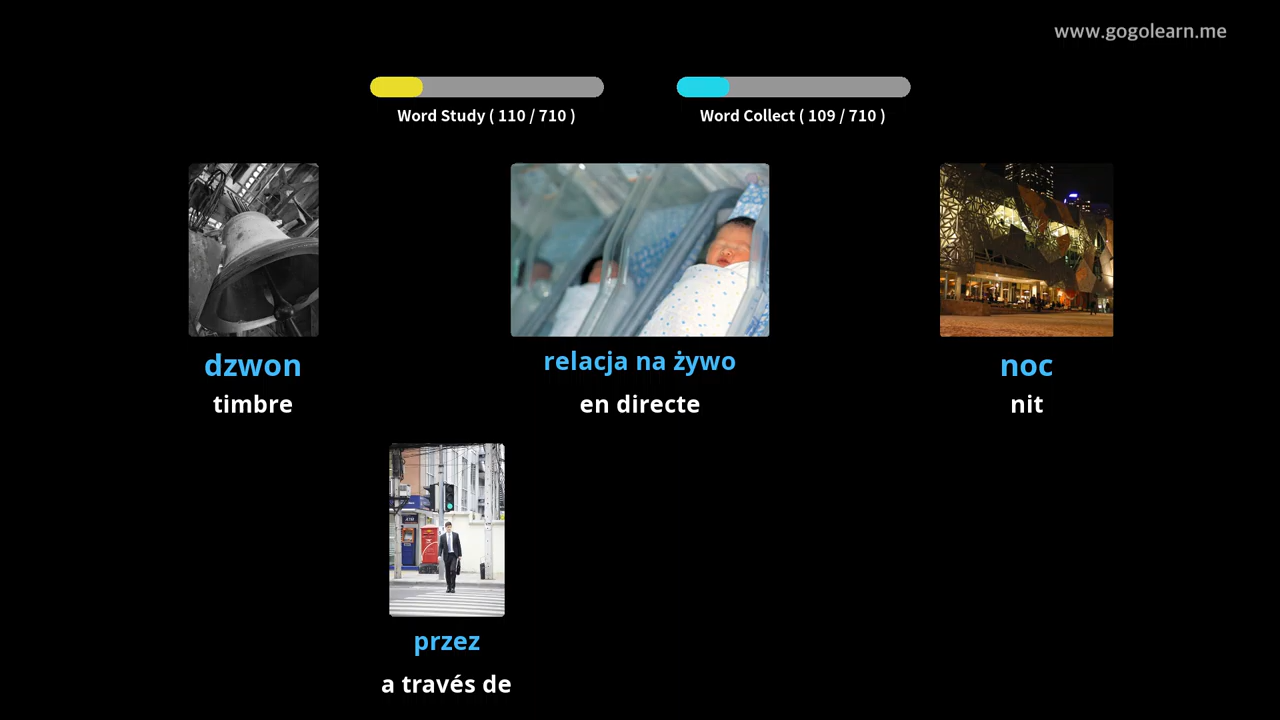 www.gogolearn.me
Word Study ( 110 / 710 )
Word Collect ( 109 / 710 )
dzwon
timbre
relacja na żywo
en directe
noc
nit
przez
a través de